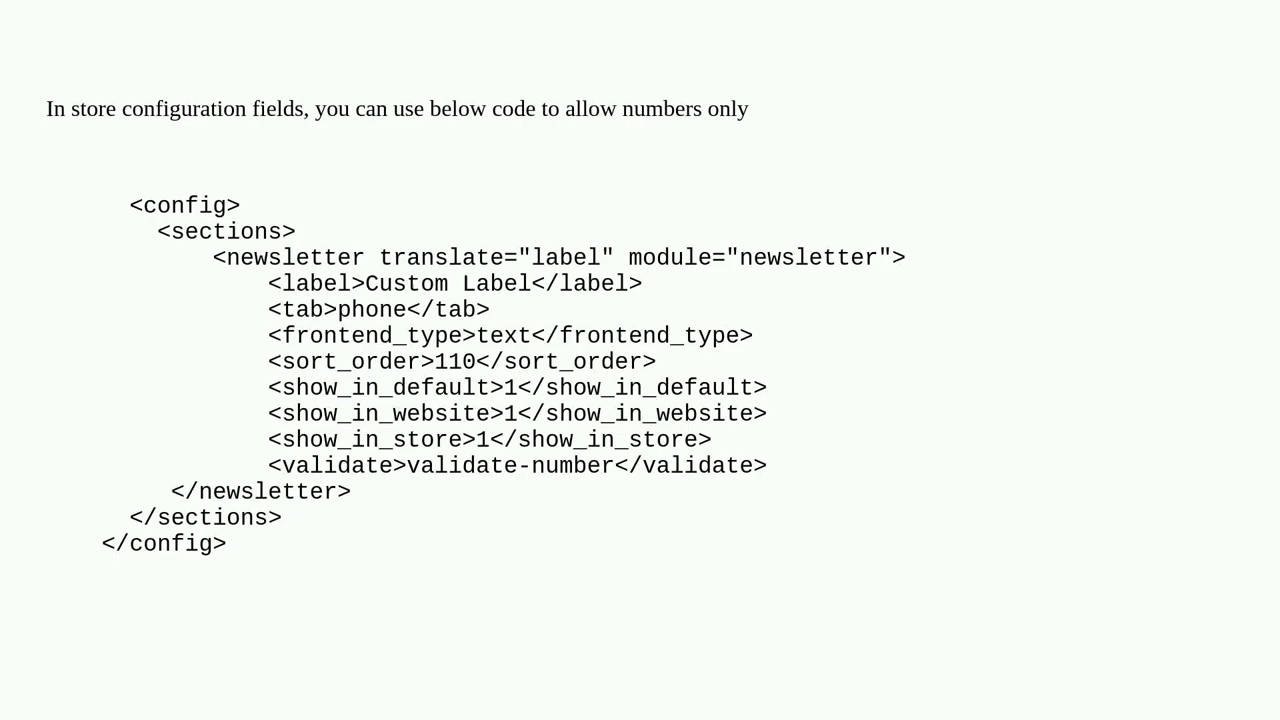 In store configuration fields, you can use below code to allow numbers only
<config>
<sections>
<newsletter translate="label" module="newsletter">
<label>Custom Label</label>
<tab>phone</tab>
<frontend_type>text</frontend_type>
<sort_order>110</sort_order>
<show_in_default>1</show_in_default>
<show_in_website>1</show_in_website>
<show_in_store>1</show_in_store>
<validate>validate-number</validate>
</newsletter>
</sections>
</config>